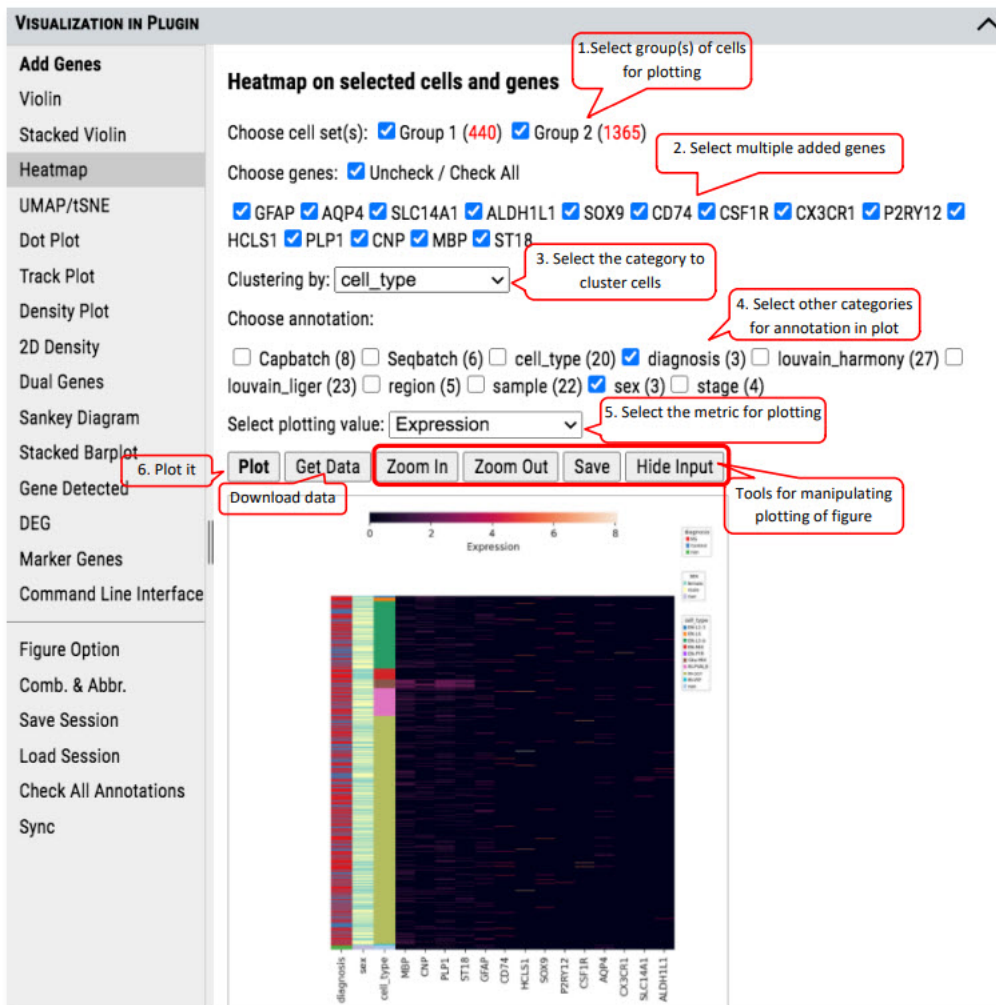 VISUALIZATION IN PLUGIN
Add Genes
Violin
Stacked Violin
Heatmap
UMAP/tSNE
Dot Plot
Track Plot
Density Plot
2D Density
Dual Genes
Sankey Diagram
Stacked Barplot
Gene Detected
DEG
Marker Genes
Command Line Interface
Figure Option
Comb. & Abbr.
Save Session
Load Session
Check All Annotations
Sync
1.Select group(s) of cells
for plotting
Heatmap on selected cells and genes
Choose cell set(s): Group 1 (440) Group 2 (1365)
2. Select multiple added genes
Choose genes: Uncheck / Check All
GFAP AQP4 SLC14A1 ALDH1L1 SOX9 CD74 CSF1R CX3CR1 P2RY12
HCLS1 PLP1 CNP MBP ST18
3. Select the category to
cluster cells
Clustering by: cell_type
4. Select other categories
for annotation in plot
Choose annotation:
Capbatch (8) Seqbatch (6) cell_type (20) diagnosis (3) louvain_harmony (27)
louvain_liger (23) region (5) sample (22) sex (3) stage (4)
5. Select the metric for plotting
Select plotting value: Expression
6. Plot it
Plot Get Data Zoom In Zoom Out Save Hide Input
Download data
Tools for manipulating
plotting of figure
0 2 4 6 8
Expression
diagnosis
sex
cell_type
diagnosis
sex
cell_type
MBP
CNP
PLP1
ST18
GFAP
CD74
HCLS1
SOX9
P2RY12
CSF1R
AQP4
CX3CR1
SLC14A1
ALDH1L1